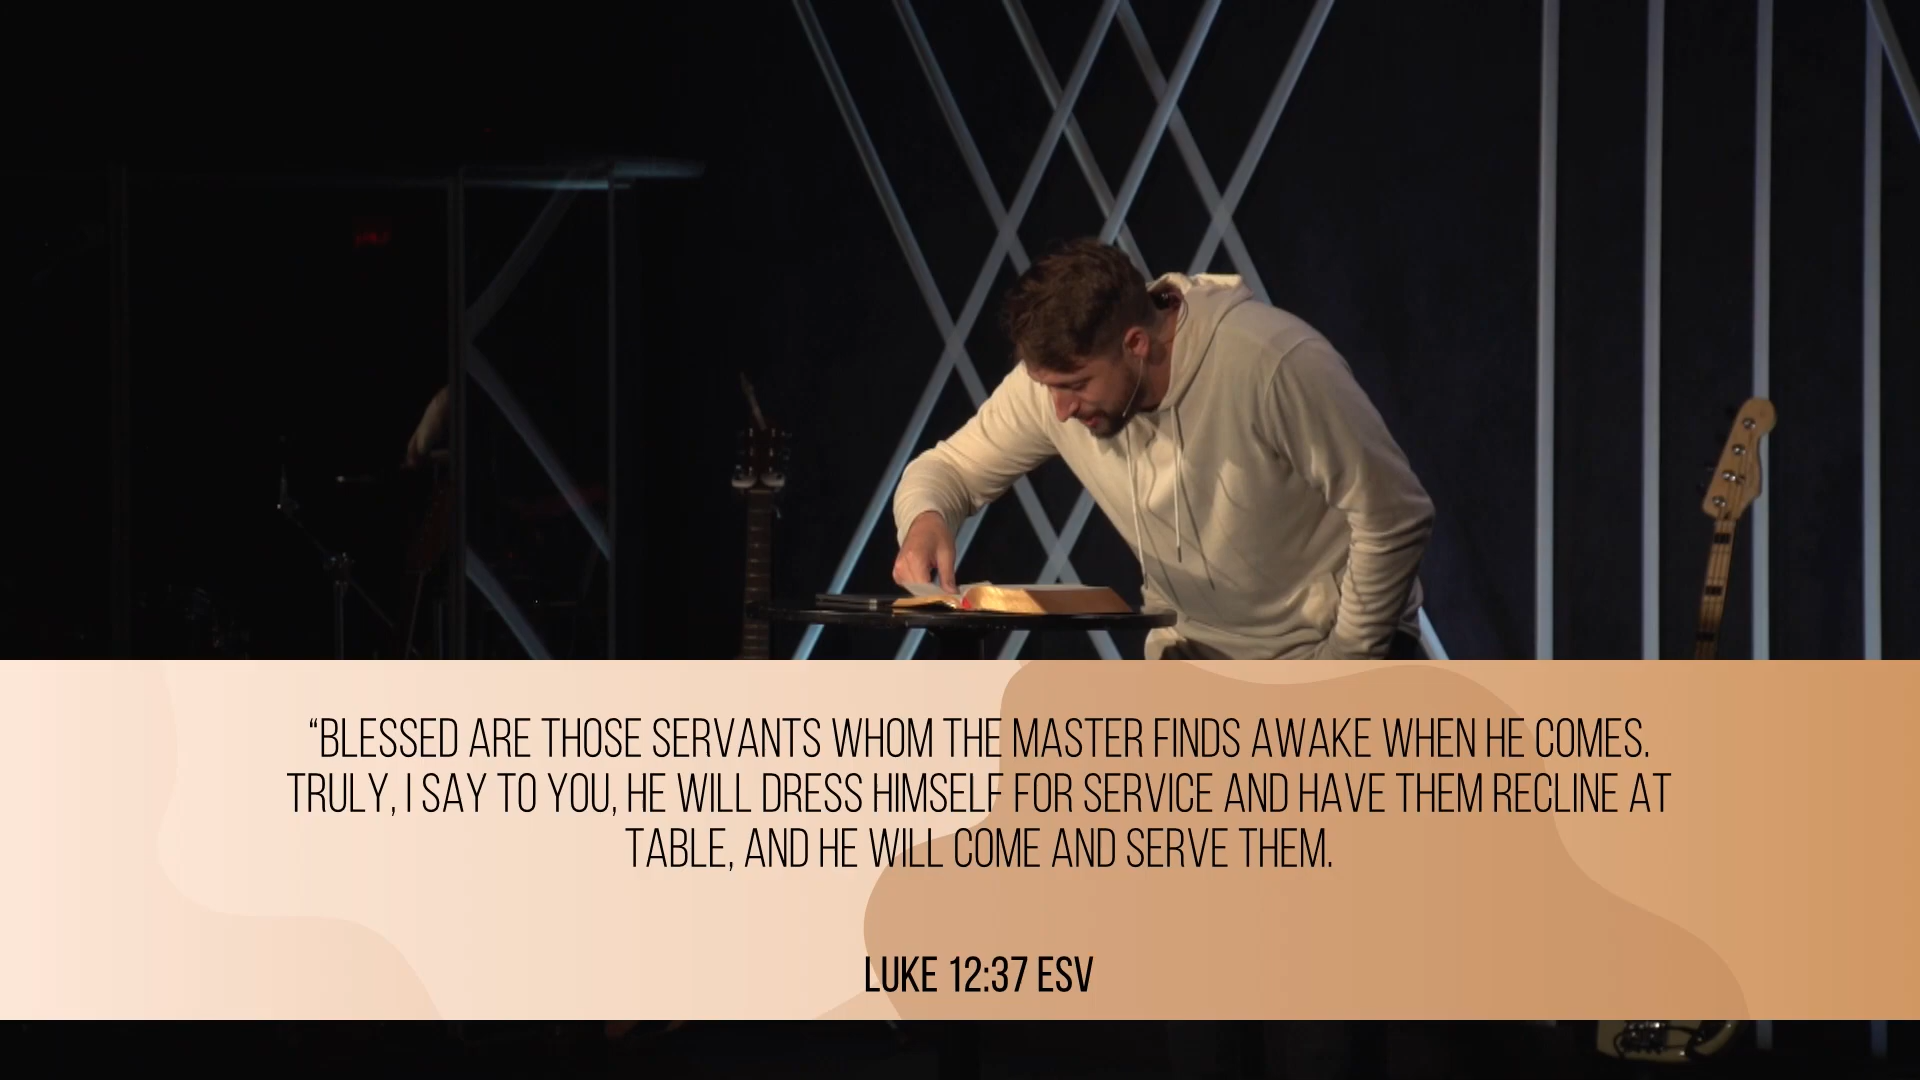 “BLESSED ARE THOSE SERVANTS WHOM THE MASTER FINDS AWAKE WHEN HE COMES.
TRULY, I SAY TO YOU, HE WILL DRESS HIMSELF FOR SERVICE AND HAVE THEM RECLINE AT
TABLE, AND HE WILL COME AND SERVE THEM.
LUKE 12:37 ESV